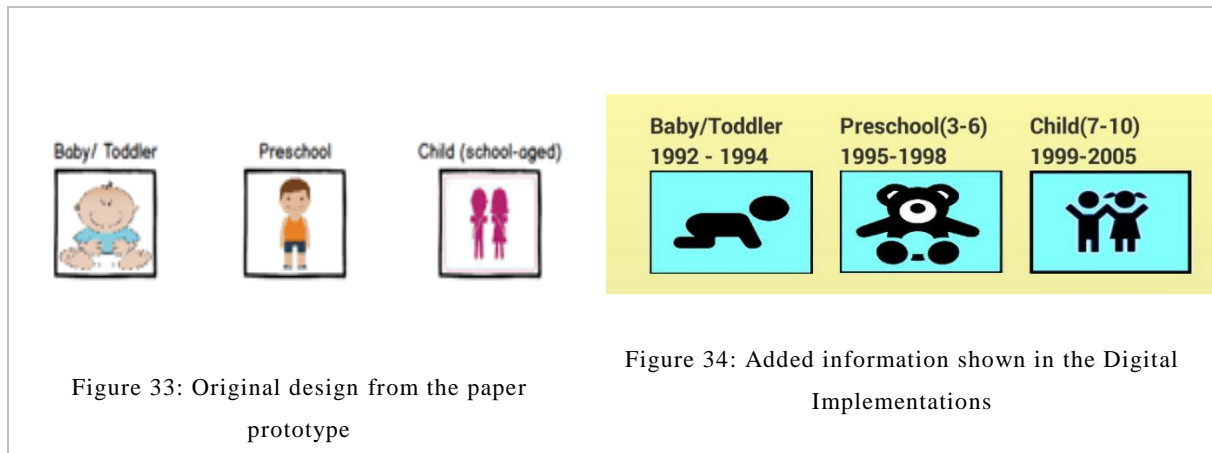 Baby/ Toddler
Preschool
Child (school-aged)
Figure 33: Original design from the paper
prototype
Baby/Toddler
1992 - 1994
Preschool(3-6)
1995-1998
Child(7-10)
1999-2005
Figure 34: Added information shown in the Digital
Implementations